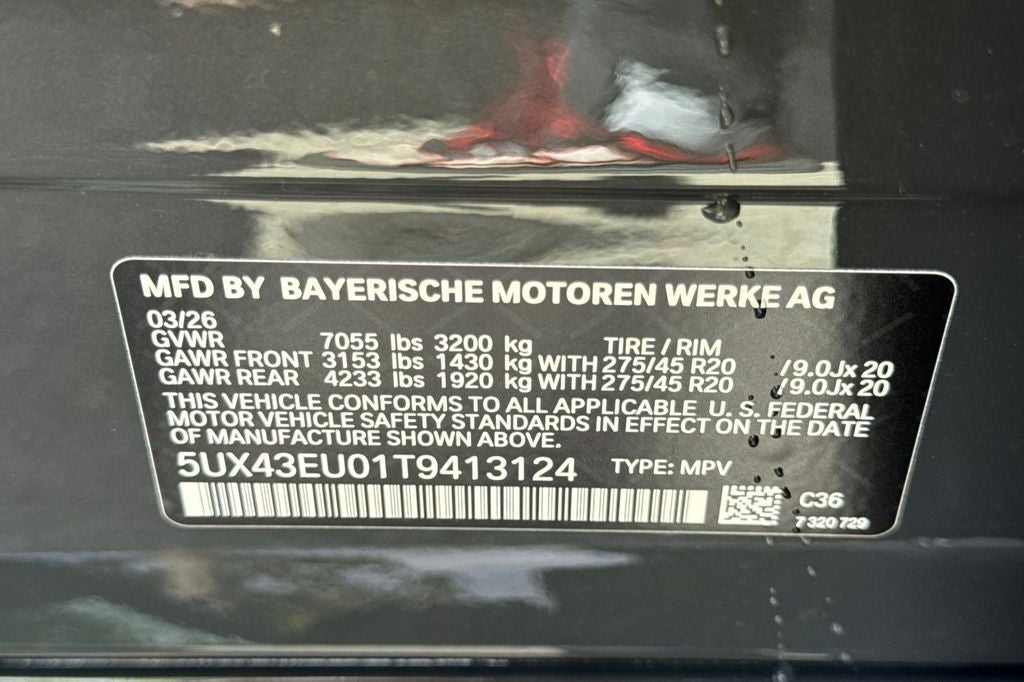 MFD BY BAYERISCHE MOTOREN WERKE AG
03/26
GVWR 7055 lbs 3200 kg TIRE / RIM
GAWR FRONT 3153 lbs 1430 kg WITH 275/45 R20 / 9.0Jx 20
GAWR REAR 4233 lbs 1920 kg WITH 275/45 R20 / 9.0Jx 20
THIS VEHICLE CONFORMS TO ALL APPLICABLE U. S. FEDERAL
MOTOR VEHICLE SAFETY STANDARDS IN EFFECT ON THE DATE
OF MANUFACTURE SHOWN ABOVE.
5UX43EU01T9413124 TYPE: MPV
C36
7 320 729